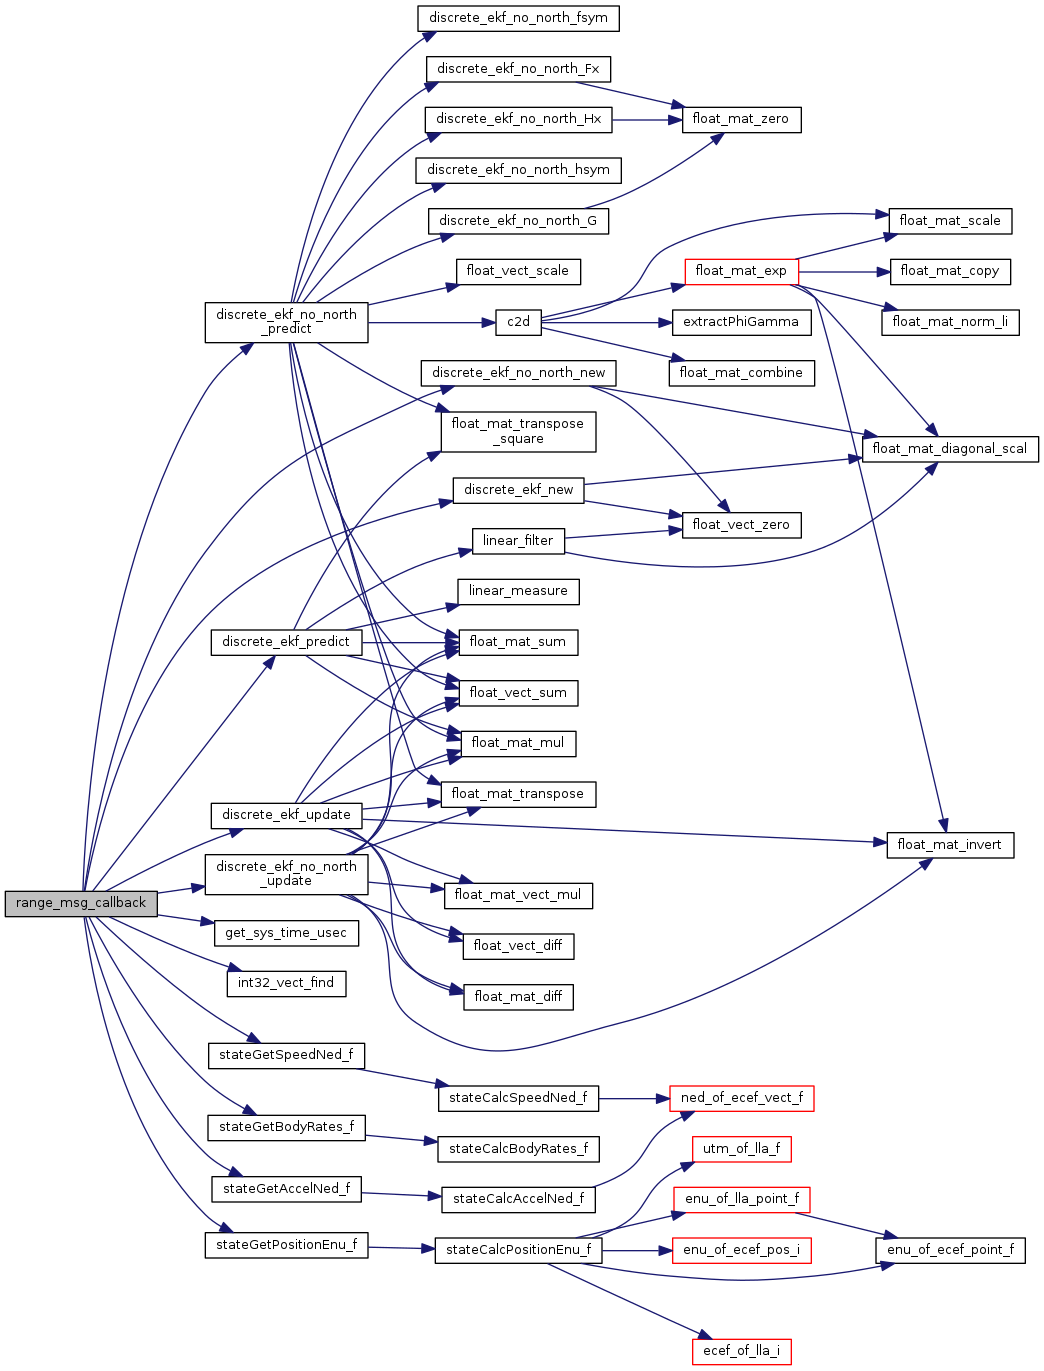 discrete_ekf_no_north_fsym
discrete_ekf_no_north_Fx
discrete_ekf_no_north_Hx
float_mat_zero
discrete_ekf_no_north_hsym
discrete_ekf_no_north_G
float_mat_scale
float_vect_scale
float_mat_exp
float_mat_copy
discrete_ekf_no_north
_predict
c2d
extractPhiGamma
float_mat_norm_li
discrete_ekf_no_north_new
float_mat_combine
float_mat_transpose
_square
float_mat_diagonal_scal
discrete_ekf_new
float_vect_zero
linear_filter
linear_measure
discrete_ekf_predict
float_mat_sum
float_vect_sum
float_mat_mul
float_mat_transpose
discrete_ekf_update
float_mat_invert
discrete_ekf_no_north
_update
float_mat_vect_mul
range_msg_callback
get_sys_time_usec
float_vect_diff
int32_vect_find
float_mat_diff
stateGetSpeedNed_f
stateCalcSpeedNed_f
ned_of_ecef_vect_f
stateGetBodyRates_f
stateCalcBodyRates_f
utm_of_lla_f
stateGetAccelNed_f
stateCalcAccelNed_f
enu_of_lla_point_f
stateGetPositionEnu_f
stateCalcPositionEnu_f
enu_of_ecef_pos_i
enu_of_ecef_point_f
ecef_of_lla_i